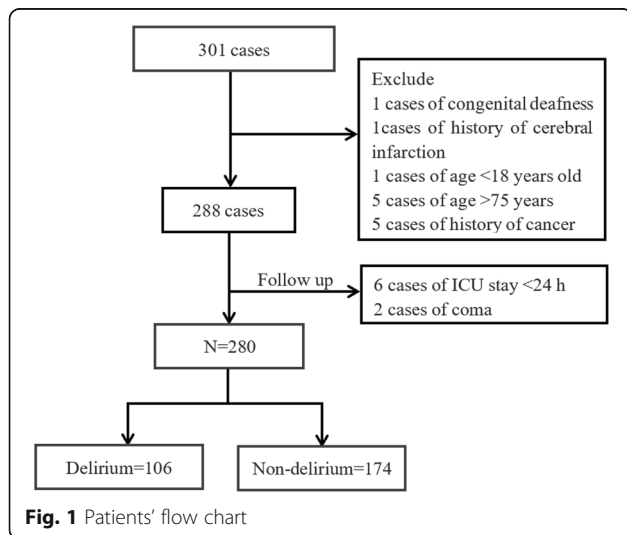 301 cases
Exclude
1 cases of congenital deafness
1cases of history of cerebral
infarction
1 cases of age <18 years old
5 cases of age >75 years
5 cases of history of cancer
288 cases
Follow up
6 cases of ICU stay <24 h
2 cases of coma
N=280
Delirium=106
Non-delirium=174
Fig. 1 Patients' flow chart